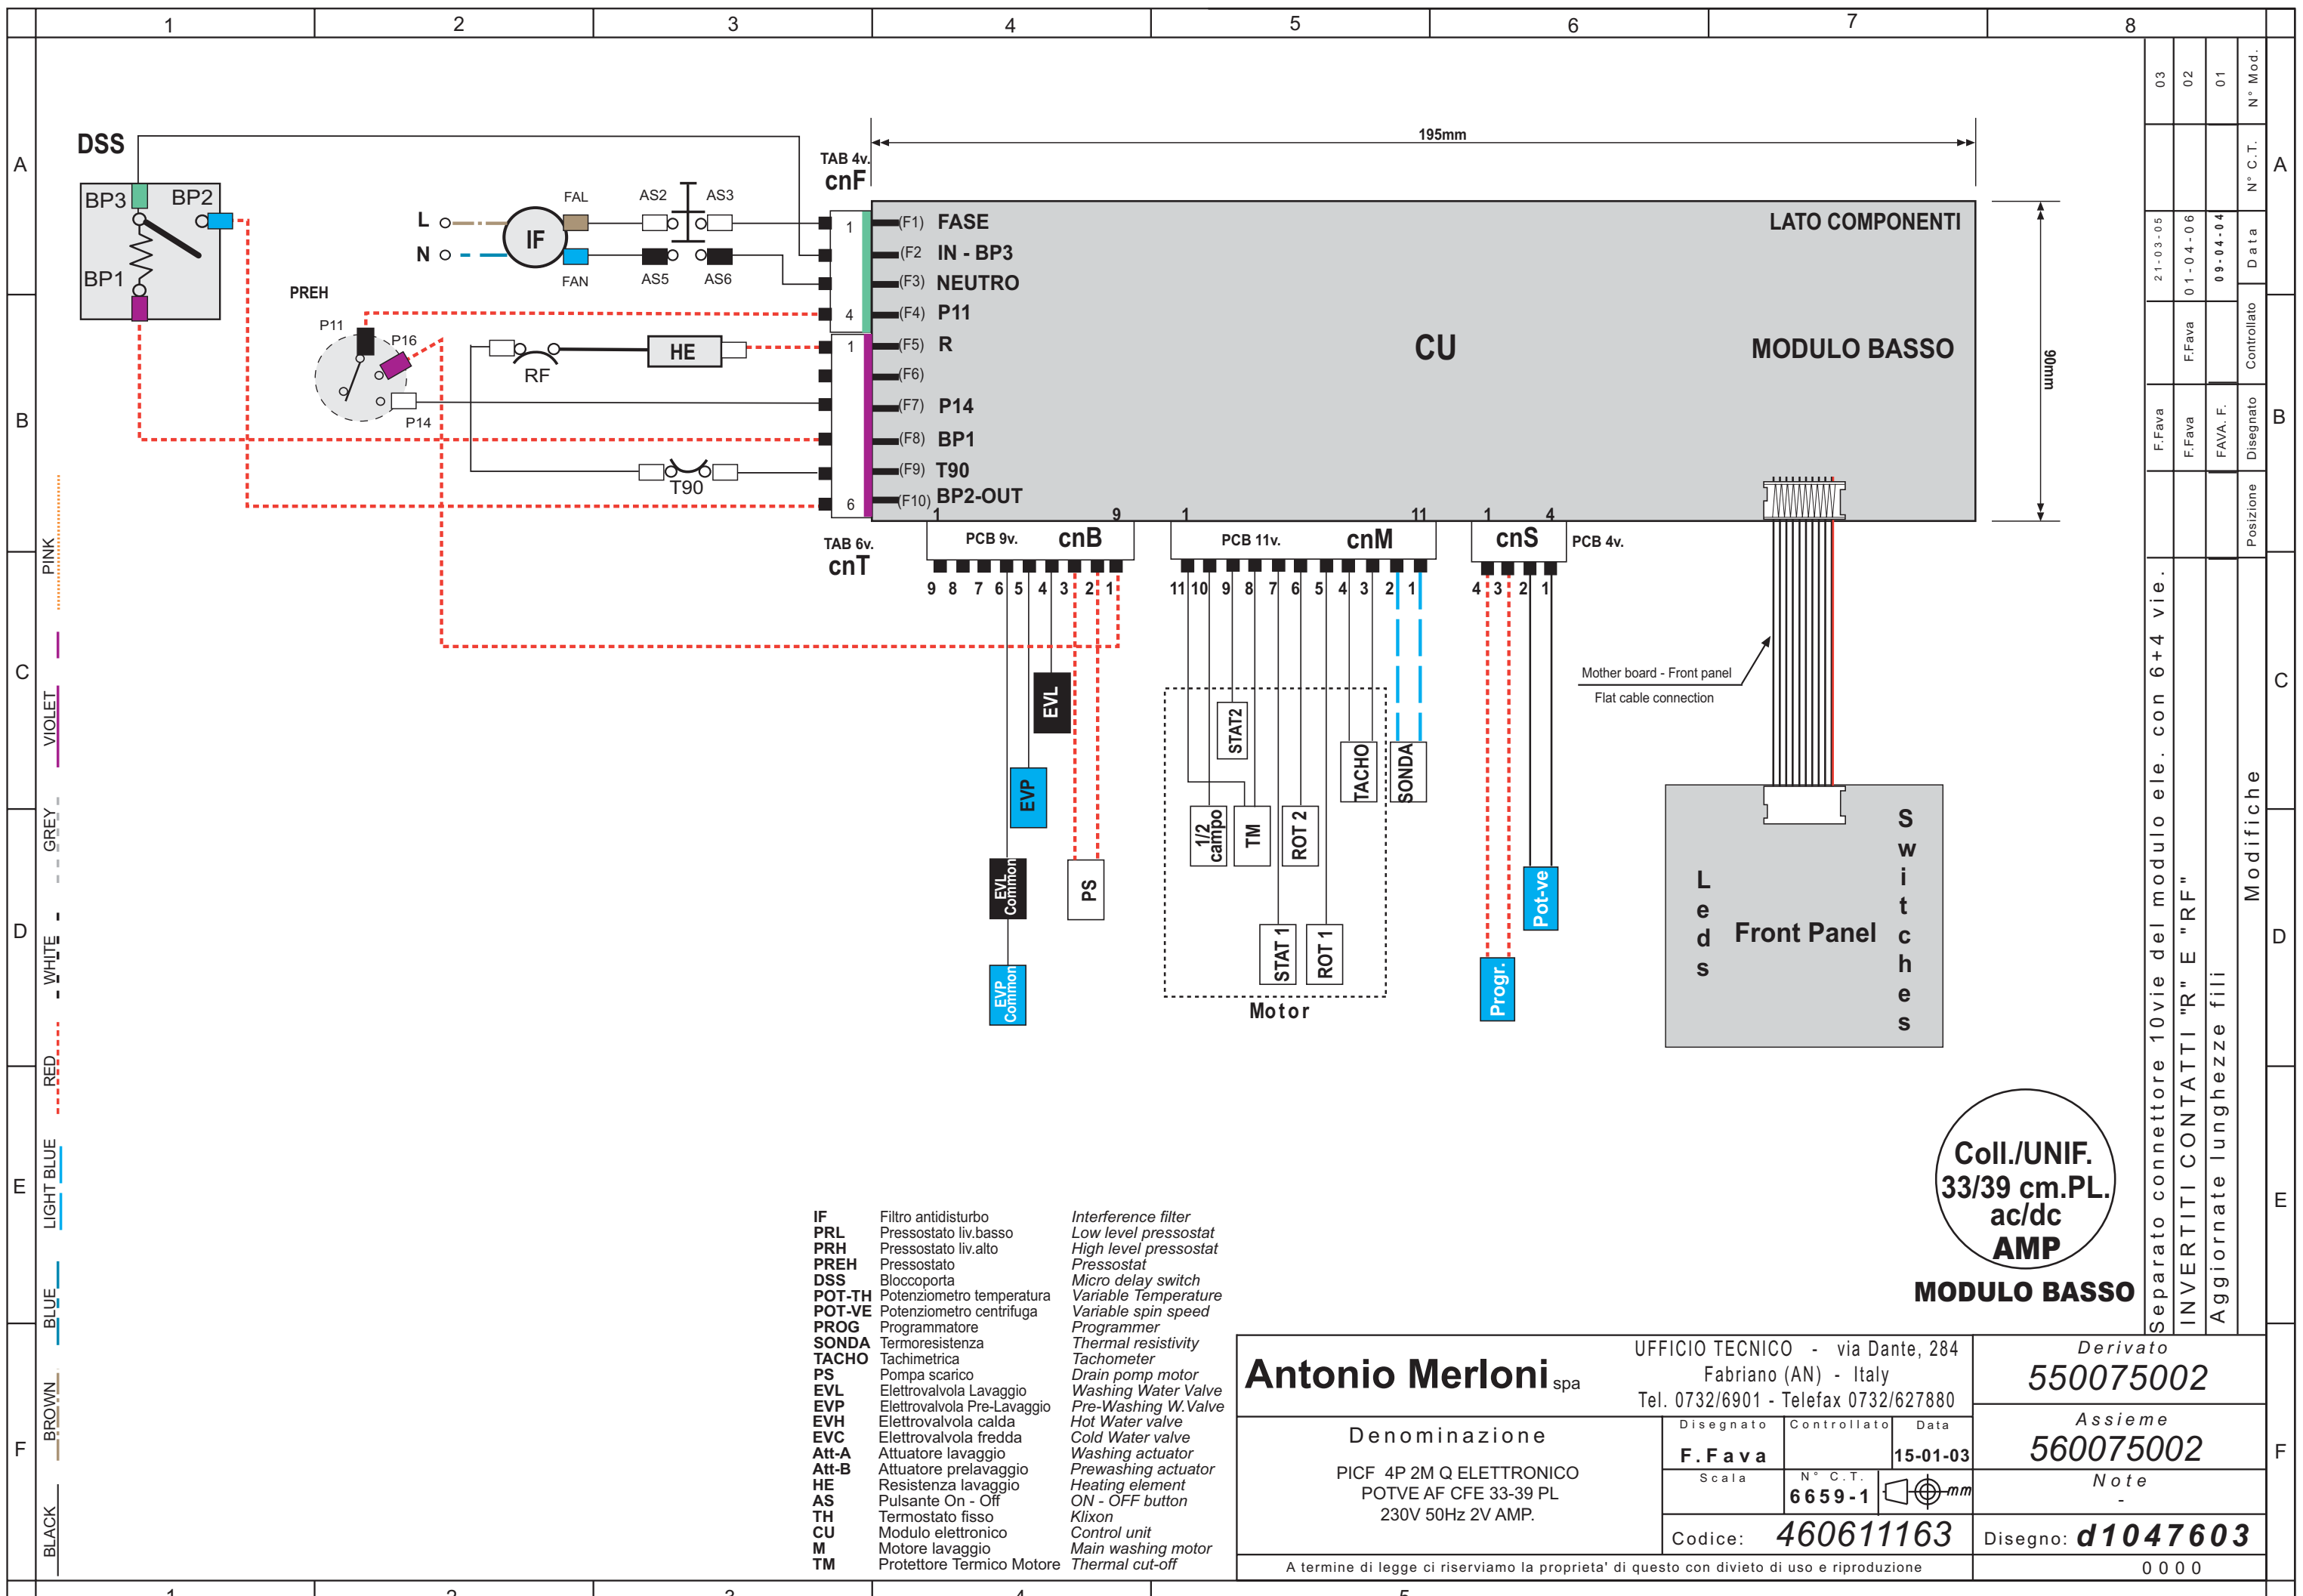 1 2 3 4 5 6 7 8
A
B
C
D
E
F
A
B
C
D
E
F
DSS
BP3
BP2
BP1
L
N
IF
FAL
FAN
AS2
AS3
AS5
AS6
PREH
P11
P16
P14
RF
HE
T90
TAB 4v.
cnF
1
4
1
6
TAB 6v.
cnT
195mm
90mm
(F1) FASE
(F2 IN - BP3
(F3) NEUTRO
(F4) P11
(F5) R
(F6)
(F7) P14
(F8) BP1
(F9) T90
(F10) BP2-OUT
CU
LATO COMPONENTI
MODULO BASSO
1 9
PCB 9v. cnB
9 8 7 6 5 4 3 2 1
1 11
PCB 11v. cnM
11 10 9 8 7 6 5 4 3 2 1
1 4
cnS PCB 4v.
4 3 2 1
EVL
EVP
EVL Common
EVP Common
PS
STAT2
1/2 campo
TM
ROT 2
STAT 1
ROT 1
TACHO
SONDA
Motor
Progr.
Pot-ve
Mother board - Front panel
Flat cable connection
Leds
Front Panel
Switches
PINK
VIOLET
GREY
WHITE
RED
LIGHT BLUE
BLUE
BROWN
BLACK
IF Filtro antidisturbo Interference filter
PRL Pressostato liv.basso Low level pressostat
PRH Pressostato liv.alto High level pressostat
PREH Pressostato Pressostat
DSS Bloccoporta Micro delay switch
POT-TH Potenziometro temperatura Variable Temperature
POT-VE Potenziometro centrifuga Variable spin speed
PROG Programmatore Programmer
SONDA Termoresistenza Thermal resistivity
TACHO Tachimetrica Tachometer
PS Pompa scarico Drain pomp motor
EVL Elettrovalvola Lavaggio Washing Water Valve
EVP Elettrovalvola Pre-Lavaggio Pre-Washing W.Valve
EVH Elettrovalvola calda Hot Water valve
EVC Elettrovalvola fredda Cold Water valve
Att-A Attuatore lavaggio Washing actuator
Att-B Attuatore prelavaggio Prewashing actuator
HE Resistenza lavaggio Heating element
AS Pulsante On - Off ON - OFF button
TH Termostato fisso Klixon
CU Modulo elettronico Control unit
M Motore lavaggio Main washing motor
TM Protettore Termico Motore Thermal cut-off
Coll./UNIF.
33/39 cm.PL.
ac/dc
AMP
MODULO BASSO
03 21-03-05 F.Fava Separato connettore 10vie del modulo ele. con 6+4 vie.
02 01-04-06 F.Fava F.Fava INVERTITI CONTATTI "R" E "RF"
01 09-04-04 FAVA. F. Aggiornate lunghezze fili
N° Mod. N° C.T. Data Controllato Disegnato Posizione Modifiche
Antonio Merloni spa
UFFICIO TECNICO - via Dante, 284
Fabriano (AN) - Italy
Tel. 0732/6901 - Telefax 0732/627880
Derivato
550075002
Denominazione
PICF 4P 2M Q ELETTRONICO
POTVE AF CFE 33-39 PL
230V 50Hz 2V AMP.
Disegnato Controllato Data
F.Fava 15-01-03
Scala N° C.T.
6659-1 mm
Assieme
560075002
Note
-
Codice: 460611163
Disegno: d1047603
A termine di legge ci riserviamo la proprieta' di questo con divieto di uso e riproduzione
0000
1 2 3 4 5